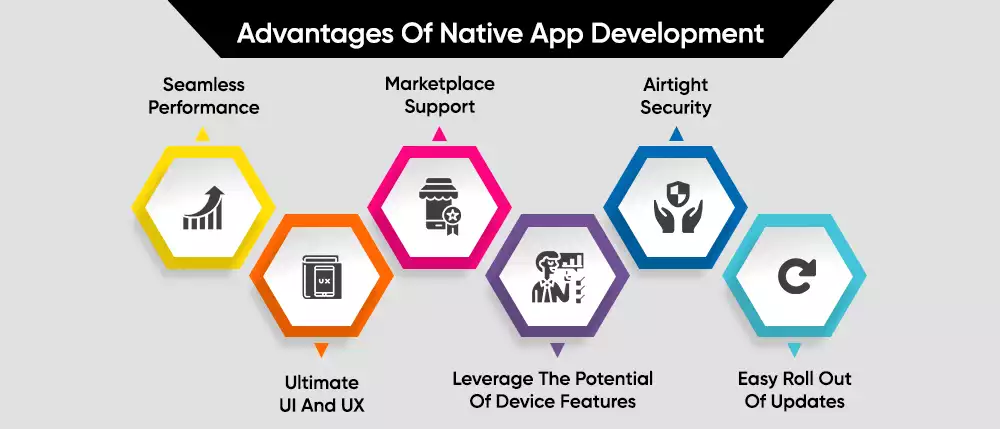 Advantages Of Native App Development
Seamless
Performance
Marketplace
Support
Airtight
Security
UX
Ultimate
UI And UX
Leverage The Potential
Of Device Features
Easy Roll Out
Of Updates